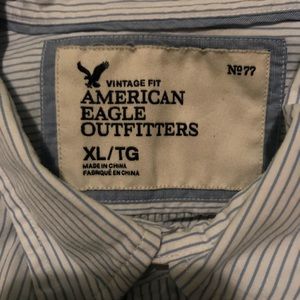 VINTAGE FIT
Nº77
AMERICAN
EAGLE
OUTFITTERS
XL/TG
MADE IN CHINA
FABRIQUÉ EN CHINA